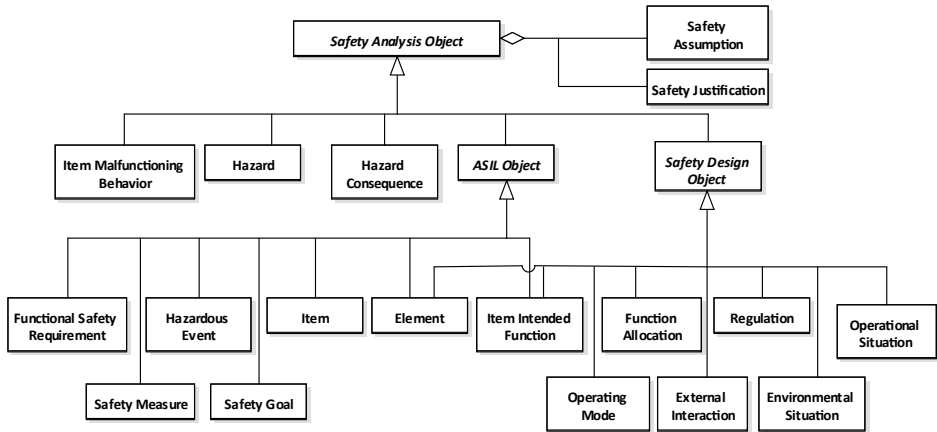 Safety Analysis Object
Safety
Assumption
Safety Justification
Item Malfunctioning
Behavior
Hazard
Hazard
Consequence
ASIL Object
Safety Design
Object
Functional Safety
Requirement
Hazardous
Event
Item
Element
Item Intended
Function
Function
Allocation
Regulation
Operational
Situation
Safety Measure
Safety Goal
Operating
Mode
External
Interaction
Environmental
Situation